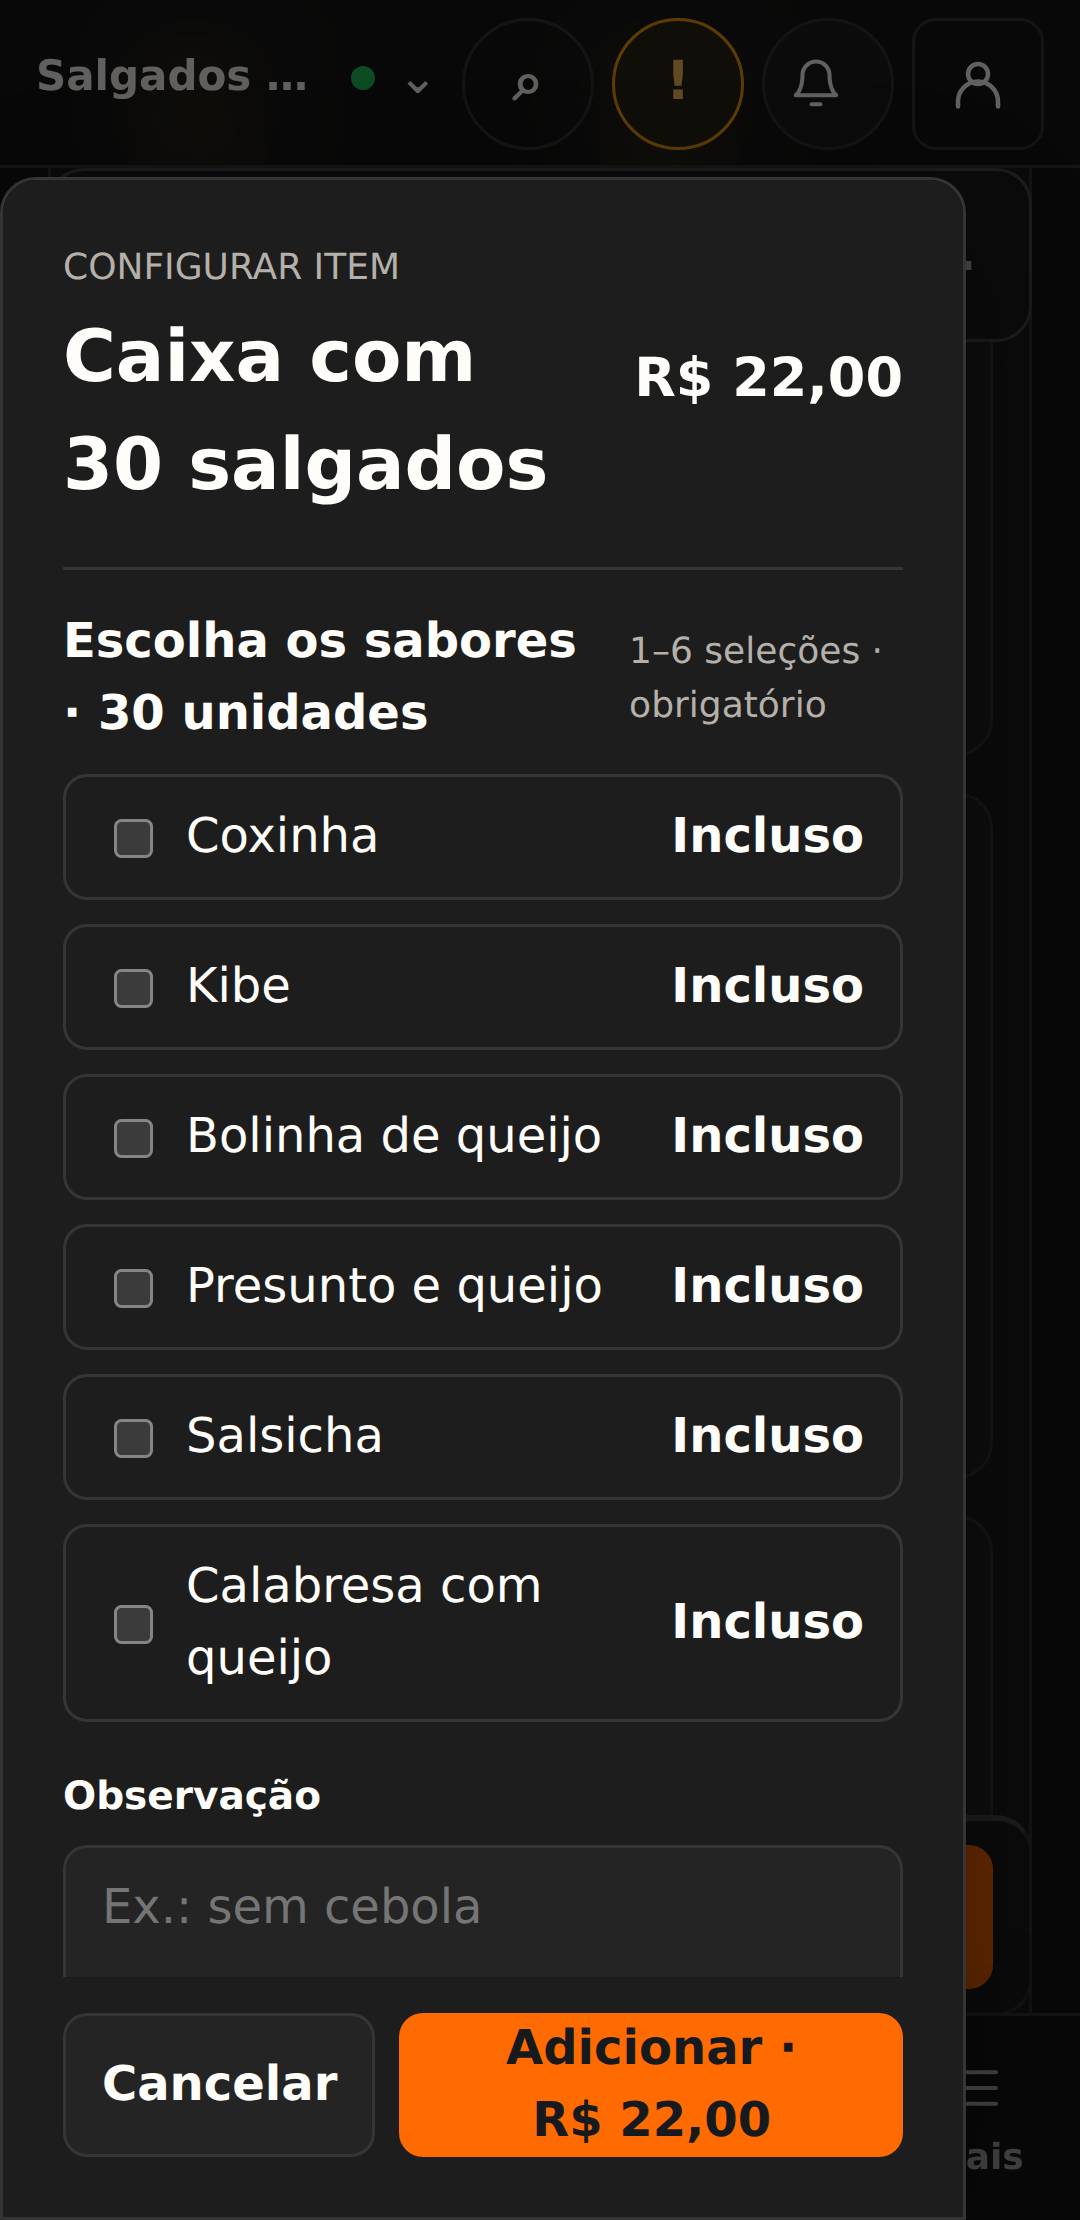 Salgados ...
!
CONFIGURAR ITEM
Caixa com
30 salgados
R$ 22,00
Escolha os sabores
· 30 unidades
1–6 seleções ·
obrigatório
Coxinha
Incluso
Kibe
Incluso
Bolinha de queijo
Incluso
Presunto e queijo
Incluso
Salsicha
Incluso
Calabresa com
queijo
Incluso
Observação
Ex.: sem cebola
Cancelar
Adicionar ·
R$ 22,00
ais